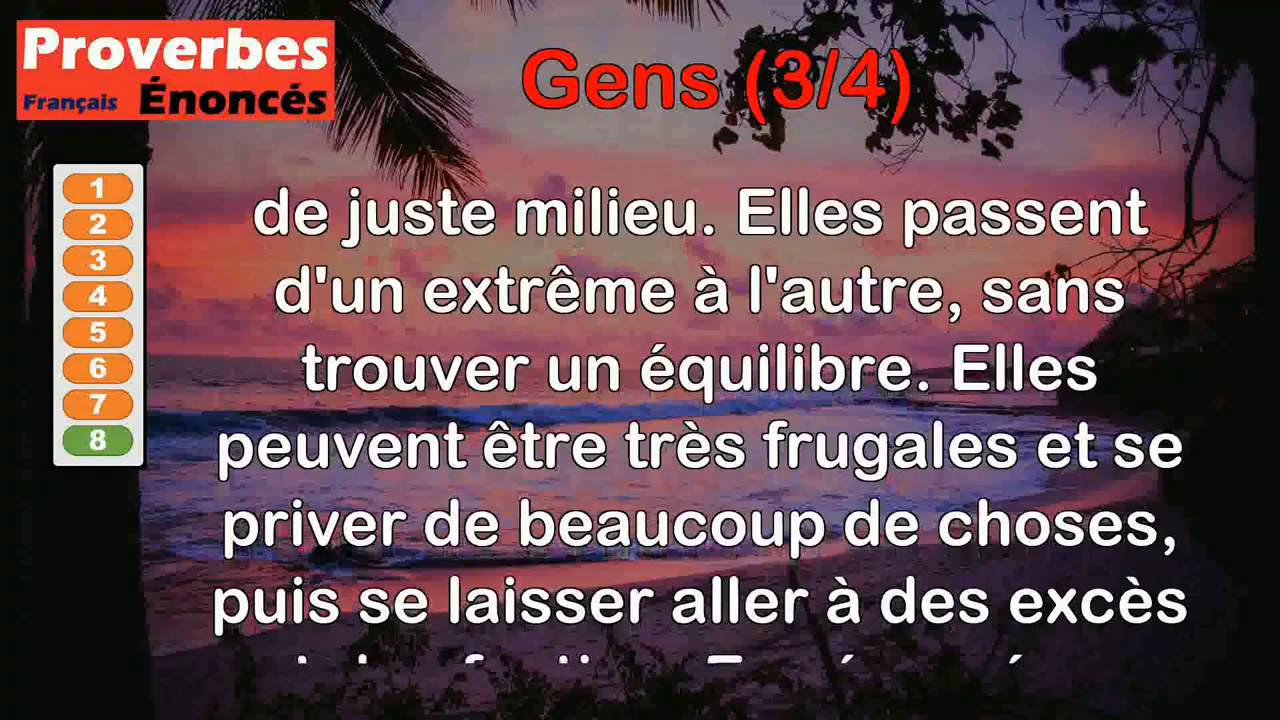 Proverbes
Français Énoncés
Gens (3/4)
1
2
3
4
5
6
7
8
de juste milieu. Elles passent
d'un extrême à l'autre, sans
trouver un équilibre. Elles
peuvent être très frugales et se
priver de beaucoup de choses,
puis se laisser aller à des excès